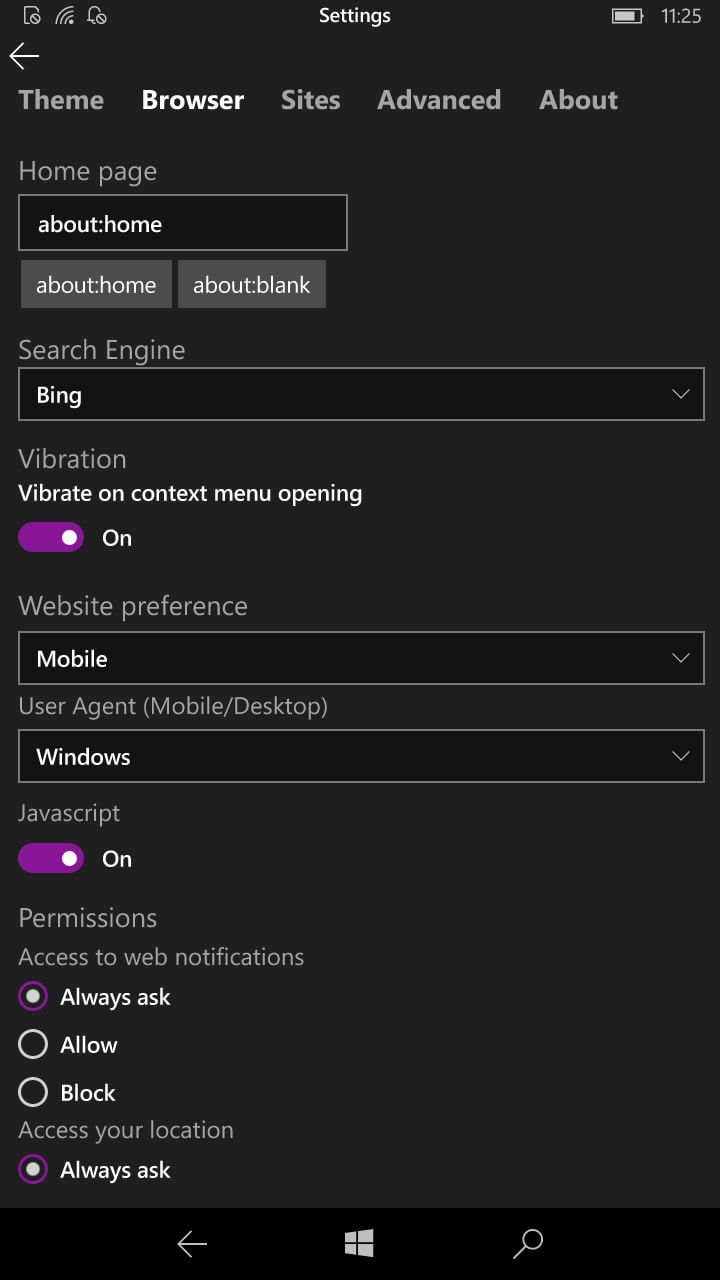 Settings 11:25
Theme Browser Sites Advanced About
Home page
about:home
about:home about:blank
Search Engine
Bing
Vibration
Vibrate on context menu opening
On
Website preference
Mobile
User Agent (Mobile/Desktop)
Windows
Javascript
On
Permissions
Access to web notifications
Always ask
Allow
Block
Access your location
Always ask